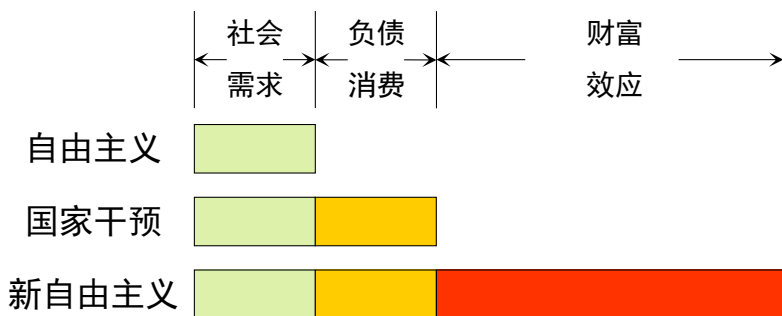 社会 负债 财富
需求 消费 效应
自由主义
国家干预
新自由主义